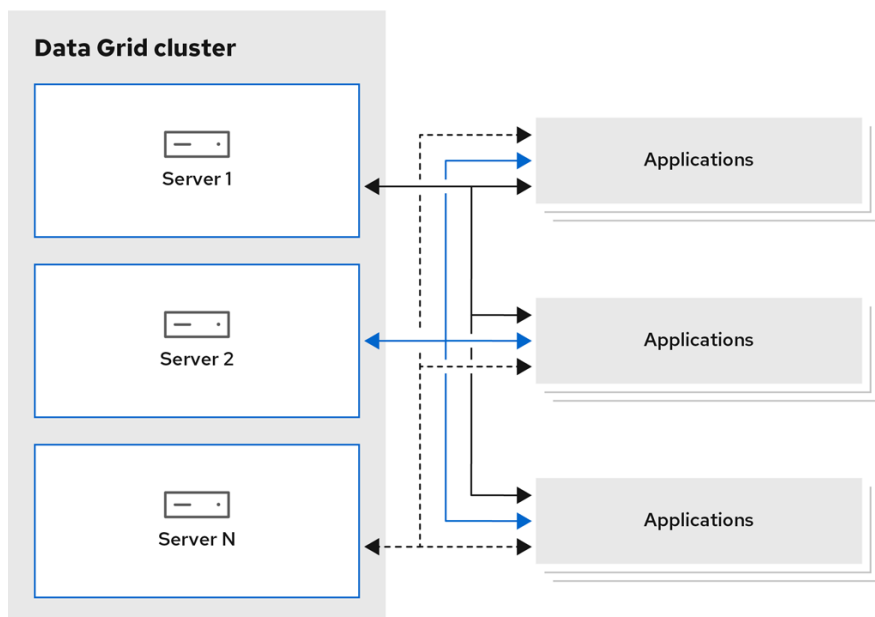 Data Grid cluster
Server 1
Applications
Server 2
Applications
Server N
Applications